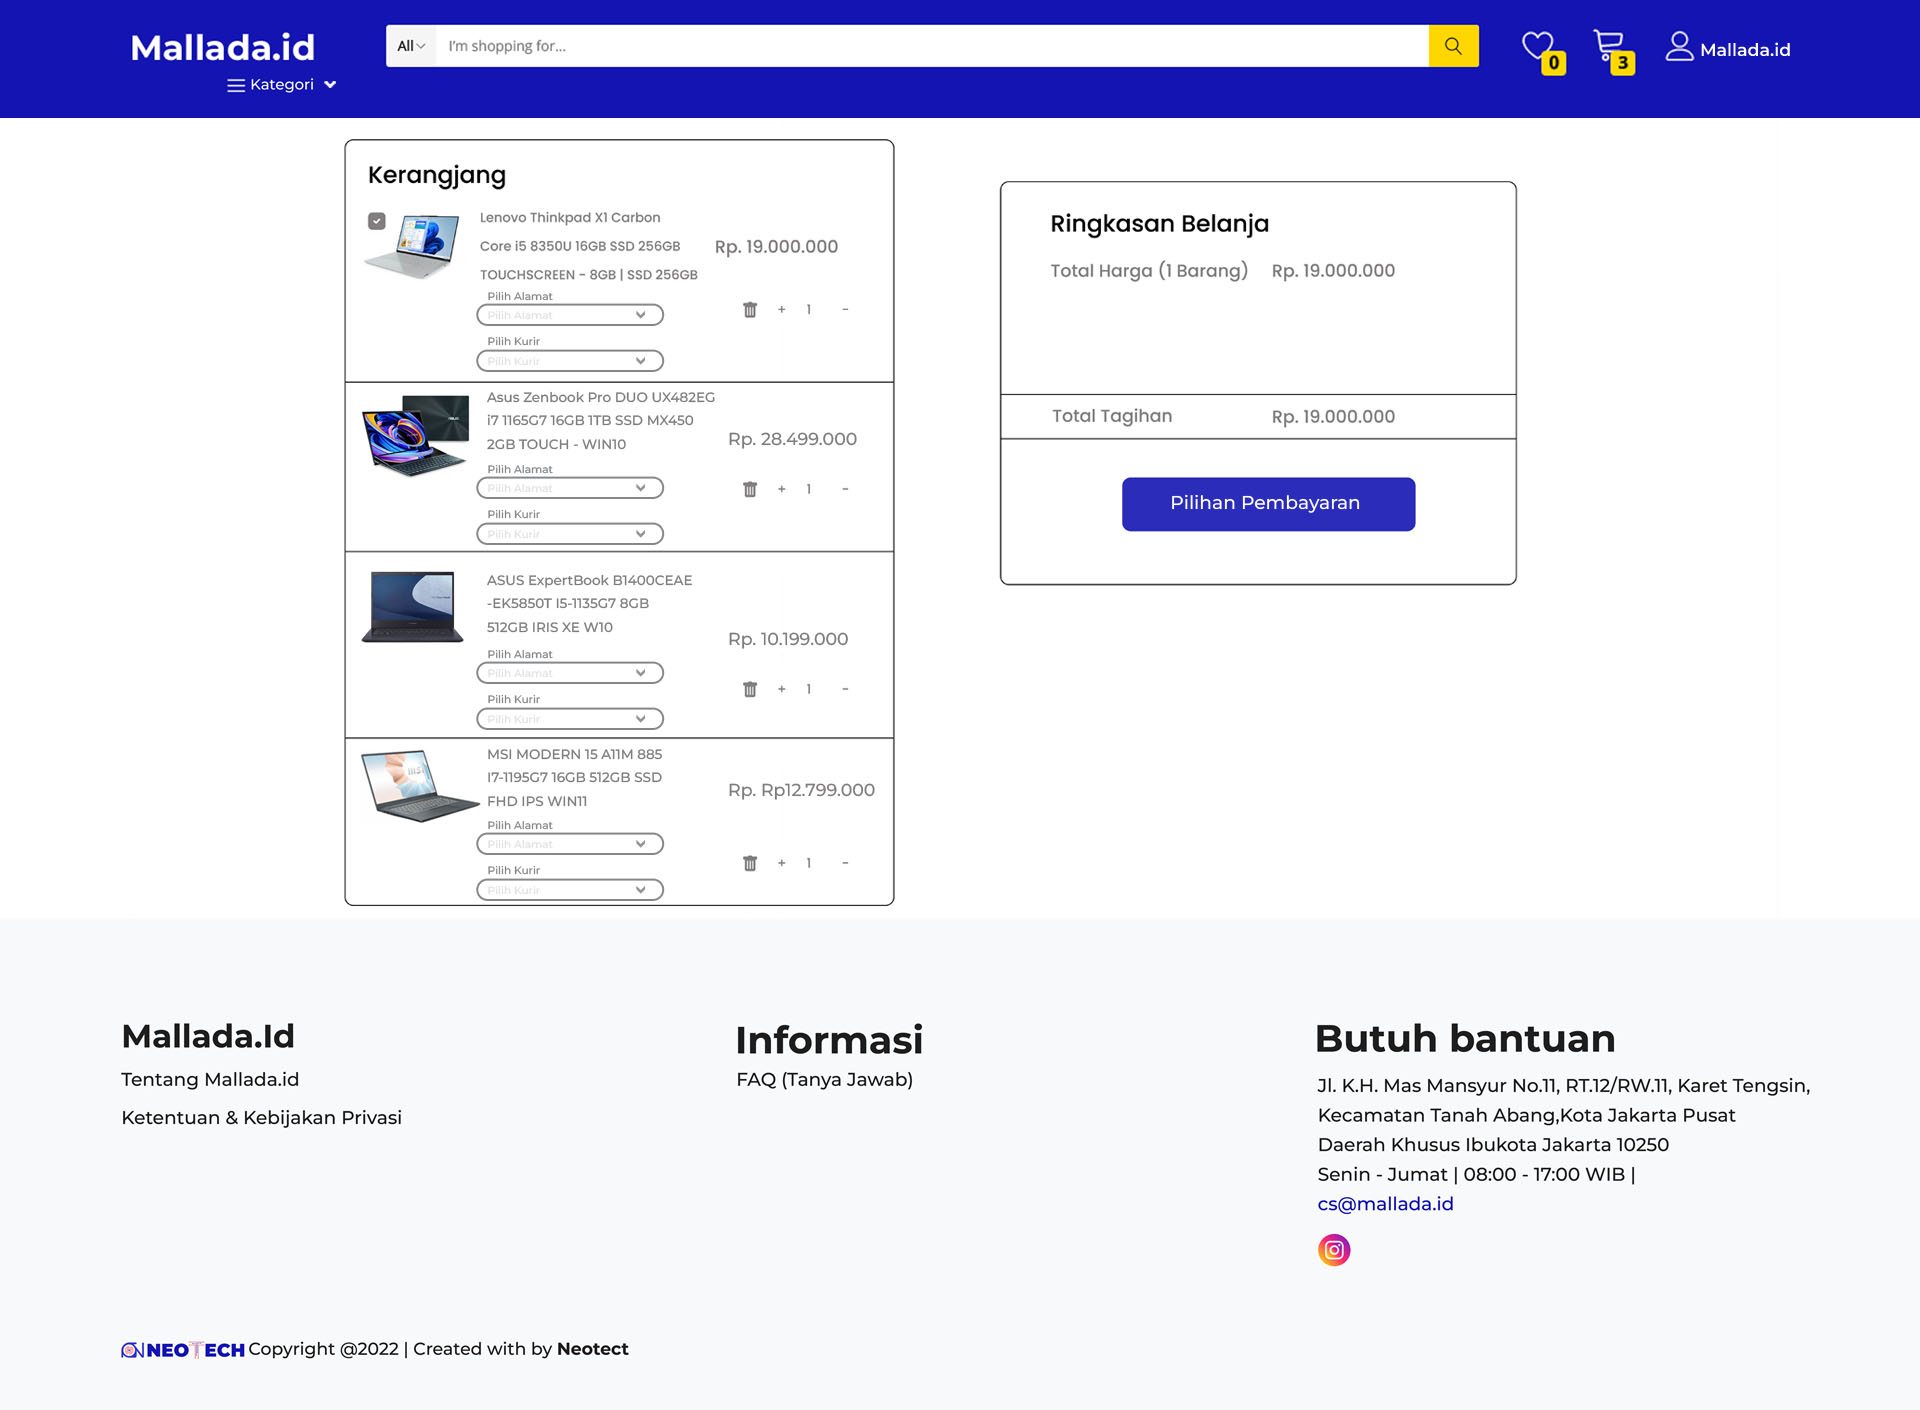 Mallada.id
All
I'm shopping for...
0
3
Mallada.id
Kategori
Kerangjang
Lenovo Thinkpad X1 Carbon
Core i5 8350U 16GB SSD 256GB
TOUCHSCREEN - 8GB | SSD 256GB
Rp. 19.000.000
Pilih Alamat
Pilih Alamat
+ 1 -
Pilih Kurir
Pilih Kurir
Asus Zenbook Pro DUO UX482EG
i7 1165G7 16GB 1TB SSD MX450
2GB TOUCH - WIN10
Rp. 28.499.000
Pilih Alamat
Pilih Alamat
+ 1 -
Pilih Kurir
Pilih Kurir
ASUS ExpertBook B1400CEAE
-EK5850T I5-1135G7 8GB
512GB IRIS XE W10
Rp. 10.199.000
Pilih Alamat
Pilih Alamat
+ 1 -
Pilih Kurir
Pilih Kurir
MSI MODERN 15 A11M 885
I7-1195G7 16GB 512GB SSD
FHD IPS WIN11
Rp. Rp12.799.000
Pilih Alamat
Pilih Alamat
+ 1 -
Pilih Kurir
Pilih Kurir
Ringkasan Belanja
Total Harga (1 Barang) Rp. 19.000.000
Total Tagihan Rp. 19.000.000
Pilihan Pembayaran
Mallada.Id
Tentang Mallada.id
Ketentuan & Kebijakan Privasi
Informasi
FAQ (Tanya Jawab)
Butuh bantuan
Jl. K.H. Mas Mansyur No.11, RT.12/RW.11, Karet Tengsin,
Kecamatan Tanah Abang,Kota Jakarta Pusat
Daerah Khusus Ibukota Jakarta 10250
Senin - Jumat | 08:00 - 17:00 WIB |
cs@mallada.id
NEOTECH Copyright @2022 | Created with by Neotect